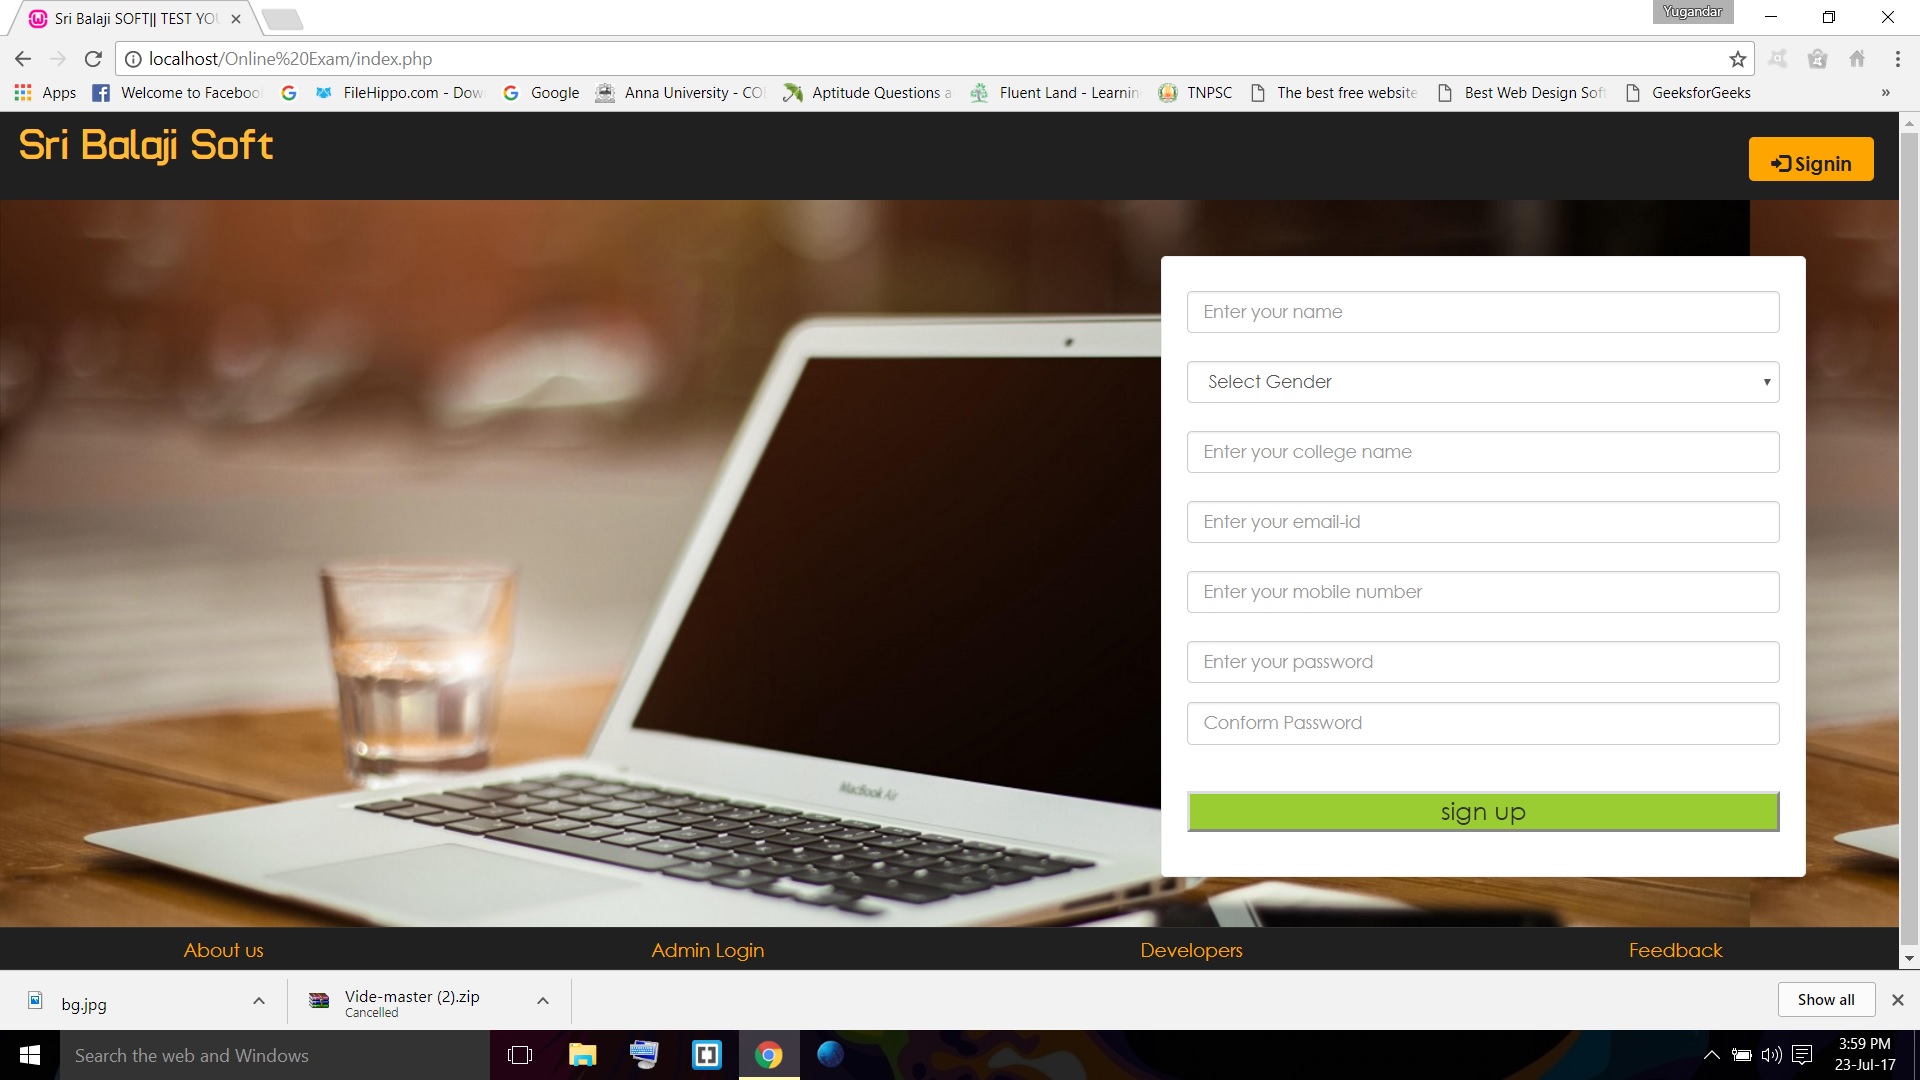 Sri Balaji SOFT|| TEST YOU
Yugandar
localhost/Online%20Exam/index.php
Apps
Welcome to Faceboo
FileHippo.com - Dow
Google
Anna University - CO
Aptitude Questions a
Fluent Land - Learnin
TNPSC
The best free website
Best Web Design Sof
GeeksforGeeks
»
Sri Balaji Soft
Signin
Enter your name
Select Gender
Enter your college name
Enter your email-id
Enter your mobile number
Enter your password
Conform Password
sign up
MacBook Air
About us
Admin Login
Developers
Feedback
bg.jpg
Vide-master (2).zip
Cancelled
Show all
Search the web and Windows
3:59 PM
23-Jul-17